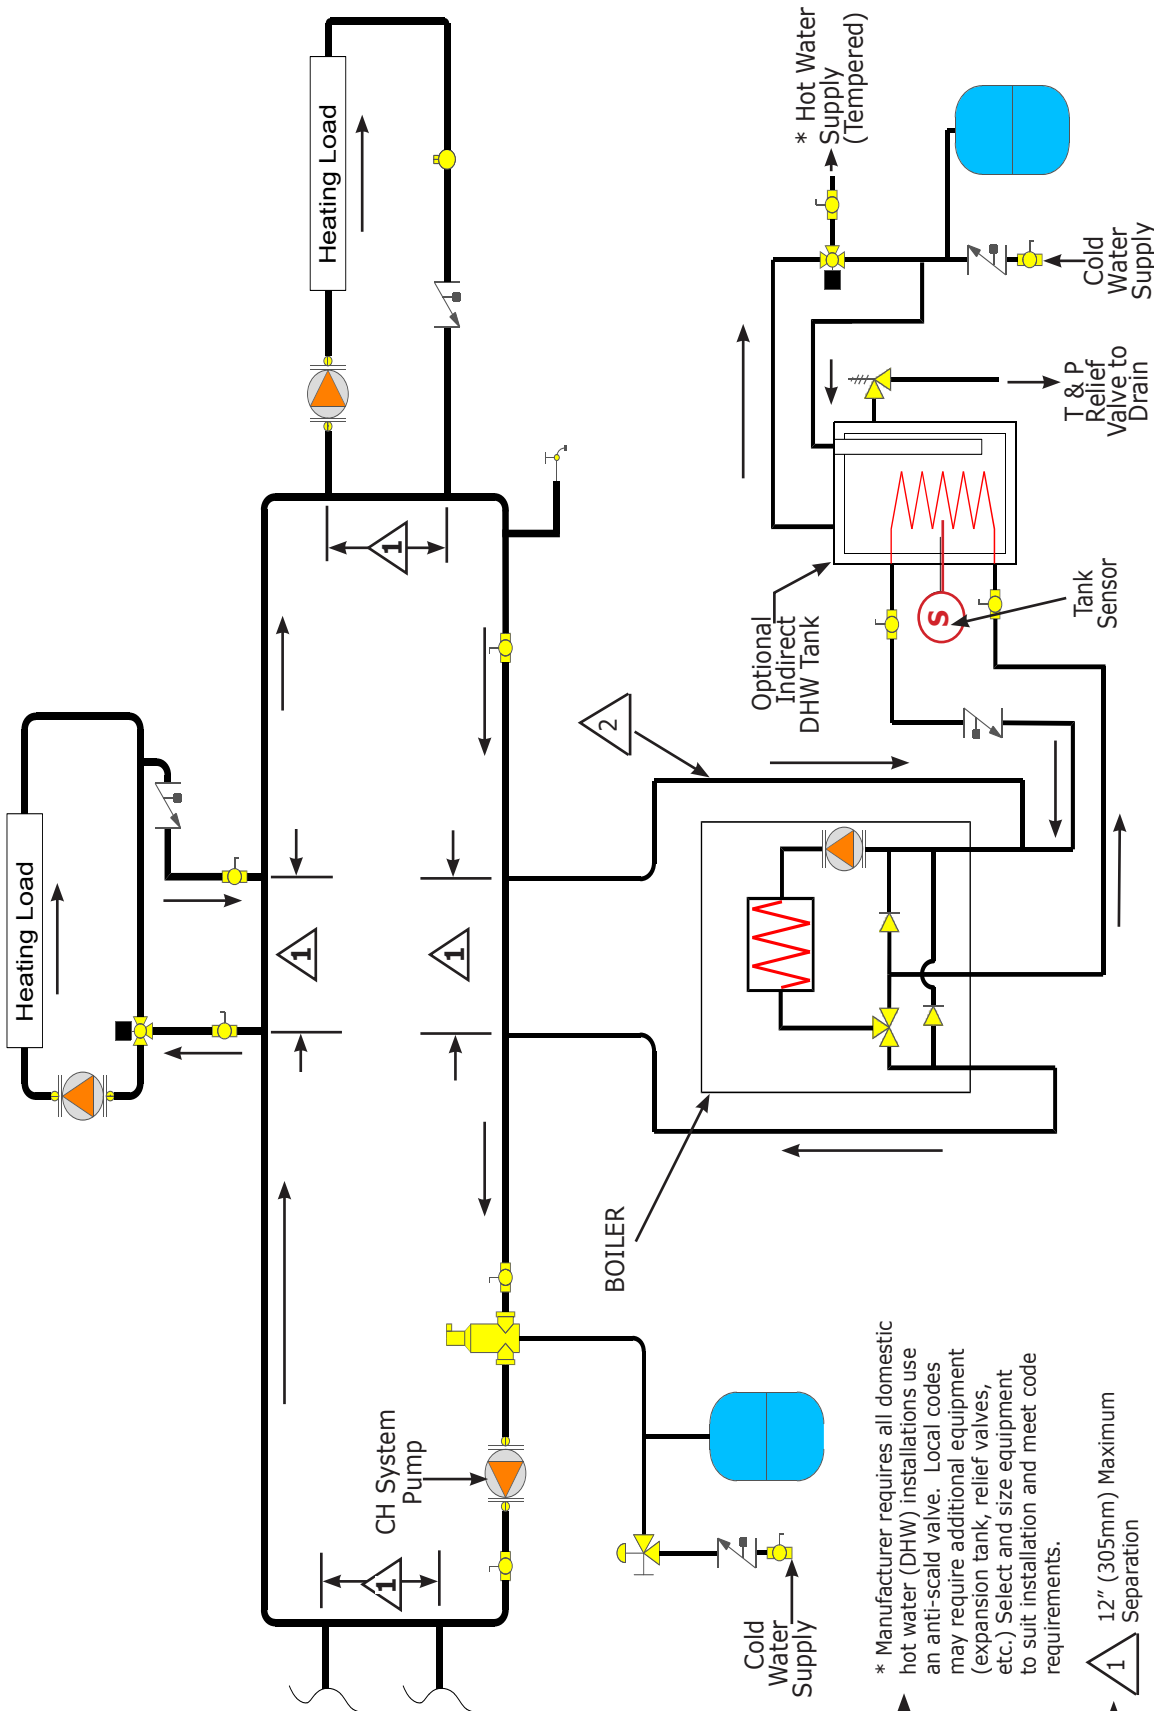 Heating Load
Heating Load
* Hot Water
Supply
(Tempered)
Cold
Water
Supply
T & P
Relief
Valve to
Drain
Tank
Sensor
S
Optional
Indirect
DHW Tank
2
1
1
1
1
BOILER
CH System
Pump
Cold
Water
Supply
* Manufacturer requires all domestic
hot water (DHW) installations use
an anti-scald valve. Local codes
may require additional equipment
(expansion tank, relief valves,
etc.) Select and size equipment
to suit installation and meet code
requirements.
1
12” (305mm) Maximum
Separation